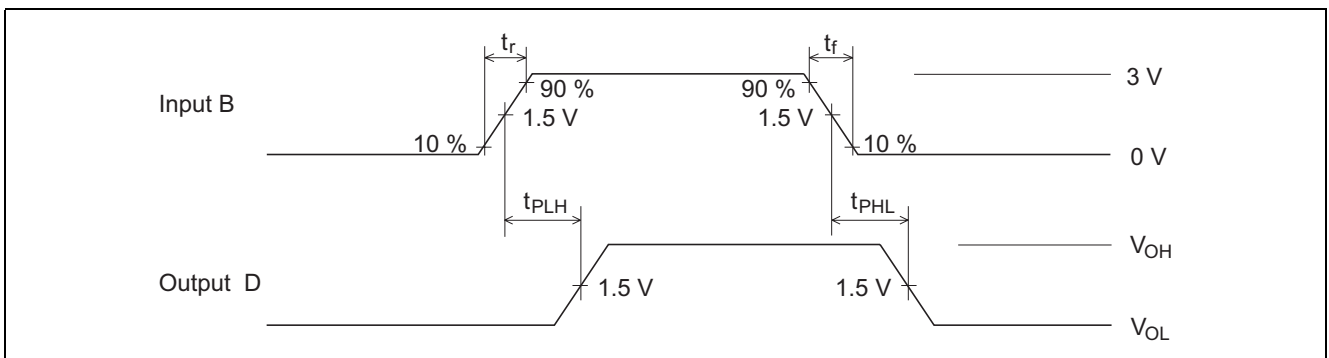 tr
tf
3 V
Input B
90 %
90 %
1.5 V
1.5 V
10 %
10 %
0 V
tPLH
tPHL
VOH
Output D
1.5 V
1.5 V
VOL